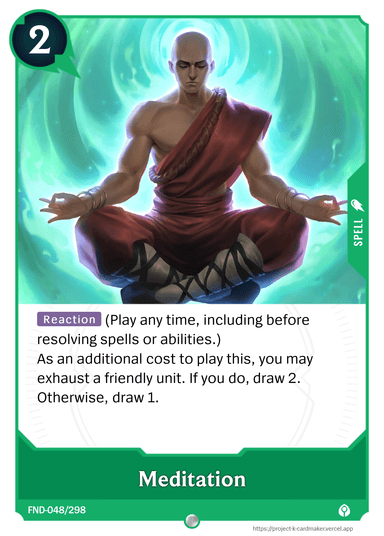 2
SPELL
Reaction (Play any time, including before
resolving spells or abilities.)
As an additional cost to play this, you may
exhaust a friendly unit. If you do, draw 2.
Otherwise, draw 1.
Meditation
FND-048/298
https://project-k-cardmaker.vercel.app